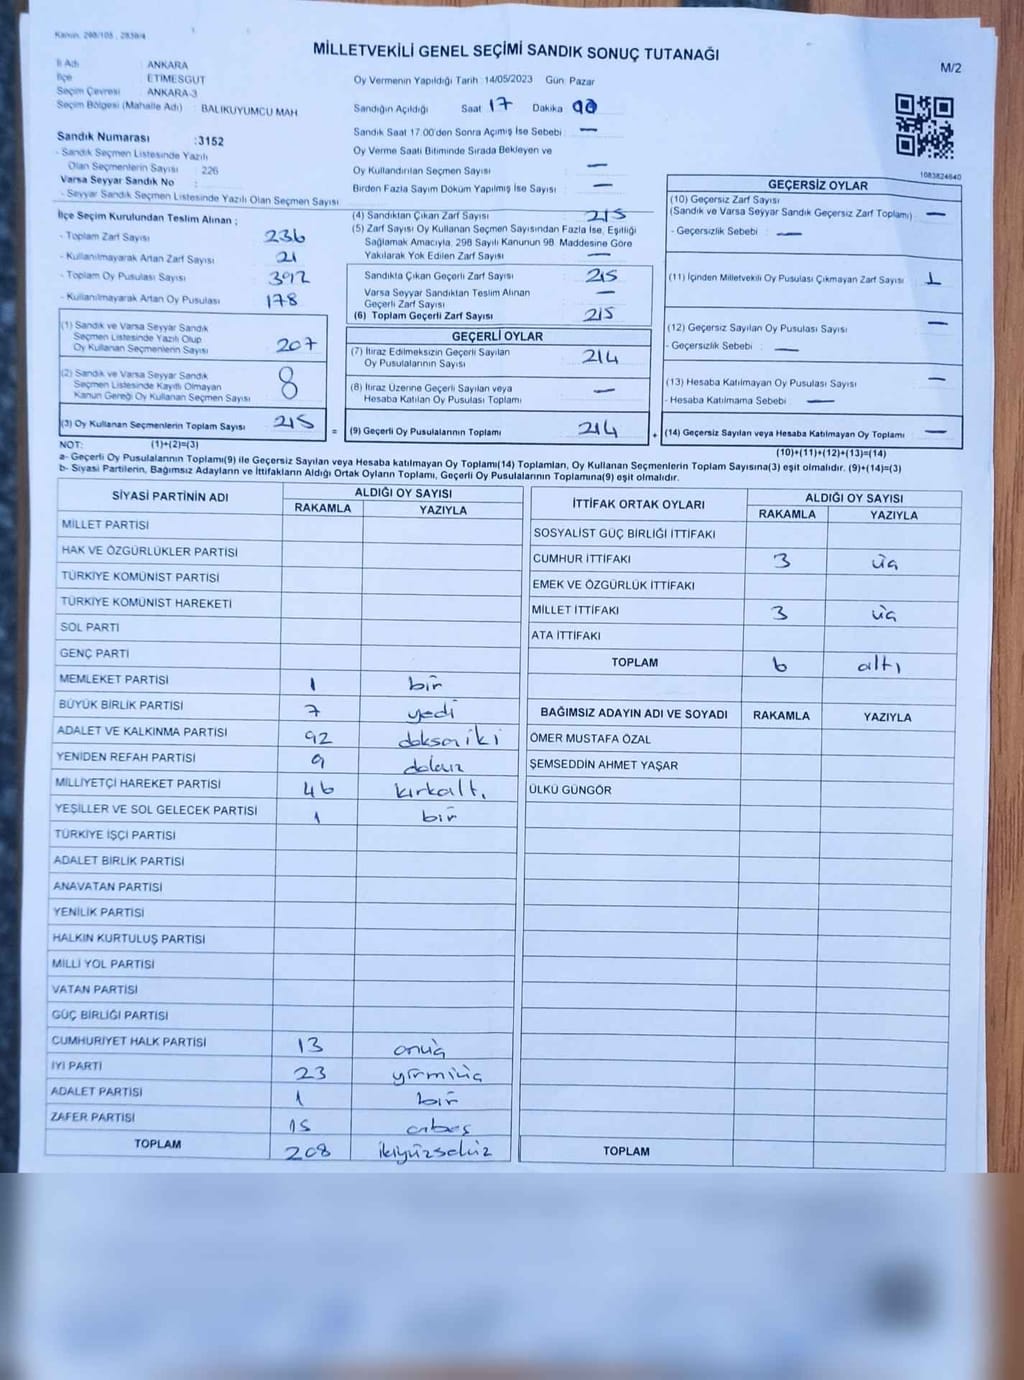 Kanun, 298/105 , 2839/4
MİLLETVEKİLİ GENEL SEÇİMİ SANDIK SONUÇ TUTANAĞI
M/2
İl Adı : ANKARA
İlçe : ETİMESGUT
Seçim Çevresi : ANKARA-3
Seçim Bölgesi (Mahalle Adı) : BALIKUYUMCU MAH
Oy Vermenin Yapıldığı Tarih 14/05/2023 Gün Pazar
Sandığın Açıldığı Saat 17 Dakika 00
Sandık Saat 17.00'den Sonra Açımış İse Sebebi : —
Oy Verme Saati Bitiminde Sırada Bekleyen ve
Oy Kullandırılan Seçmen Sayısı —
Birden Fazla Sayım Döküm Yapılmış İse Sayısı —
Sandık Numarası : 3152
- Sandık Seçmen Listesinde Yazılı
Olan Seçmenlerin Sayısı : 226
Varsa Seyyar Sandık No :
- Seyyar Sandık Seçmen Listesinde Yazılı Olan Seçmen Sayısı
1083824640
İlçe Seçim Kurulundan Teslim Alınan ;
- Toplam Zarf Sayısı 236
- Kullanılmayarak Artan Zarf Sayısı 21
- Toplam Oy Pusulası Sayısı 392
- Kullanılmayarak Artan Oy Pusulası 178
(1) Sandık ve Varsa Seyyar Sandık
Seçmen Listesinde Yazılı Olup
Oy Kullanan Seçmenlerin Sayısı 207
(2) Sandık ve Varsa Seyyar Sandık
Seçmen Listesinde Kayıtlı Olmayan
Kanun Gereği Oy Kullanan Seçmen Sayısı 8
(3) Oy Kullanan Seçmenlerin Toplam Sayısı 215
(4) Sandıktan Çıkan Zarf Sayısı 215
(5) Zarf Sayısı Oy Kullanan Seçmen Sayısından Fazla İse, Eşitliği
Sağlamak Amacıyla, 298 Sayılı Kanunun 98. Maddesine Göre
Yakılarak Yok Edilen Zarf Sayısı —
Sandıkta Çıkan Geçerli Zarf Sayısı 215
Varsa Seyyar Sandıktan Teslim Alınan
Geçerli Zarf Sayısı —
(6) Toplam Geçerli Zarf Sayısı 215
GEÇERLİ OYLAR
(7) İtiraz Edilmeksizin Geçerli Sayılan
Oy Pusulalarının Sayısı 214
(8) İtiraz Üzerine Geçerli Sayılan veya
Hesaba Katılan Oy Pusulası Toplamı —
= (9) Geçerli Oy Pusulalarının Toplamı 214
GEÇERSİZ OYLAR
(10) Geçersiz Zarf Sayısı
(Sandık ve Varsa Seyyar Sandık Geçersiz Zarf Toplamı) —
- Geçersizlik Sebebi : —
(11) İçinden Milletvekili Oy Pusulası Çıkmayan Zarf Sayısı 1
(12) Geçersiz Sayılan Oy Pusulası Sayısı —
- Geçersizlik Sebebi : —
(13) Hesaba Katılmayan Oy Pusulası Sayısı —
- Hesaba Katılmama Sebebi : —
+ (14) Geçersiz Sayılan veya Hesaba Katılmayan Oy Toplamı —
NOT: (1)+(2)=(3)
(10)+(11)+(12)+(13)=(14)
a- Geçerli Oy Pusulalarının Toplamı(9) ile Geçersiz Sayılan veya Hesaba katılmayan Oy Toplamı(14) Toplamları, Oy Kullanan Seçmenlerin Toplam Sayısına(3) eşit olmalıdır. (9)+(14)=(3)
b- Siyasi Partilerin, Bağımsız Adayların ve İttifakların Aldığı Ortak Oyların Toplamı, Geçerli Oy Pusulalarının Toplamına(9) eşit olmalıdır.
SİYASİ PARTİNİN ADI ALDIĞI OY SAYISI
RAKAMLA YAZIYLA
MİLLET PARTİSİ
HAK VE ÖZGÜRLÜKLER PARTİSİ
TÜRKİYE KOMÜNİST PARTİSİ
TÜRKİYE KOMÜNİST HAREKETİ
SOL PARTİ
GENÇ PARTİ
MEMLEKET PARTİSİ 1 bir
BÜYÜK BİRLİK PARTİSİ 7 yedi
ADALET VE KALKINMA PARTİSİ 92 doksaniki
YENİDEN REFAH PARTİSİ 9 dokuz
MİLLİYETÇİ HAREKET PARTİSİ 46 kırkaltı
YEŞİLLER VE SOL GELECEK PARTİSİ 1 bir
TÜRKİYE İŞÇİ PARTİSİ
ADALET BİRLİK PARTİSİ
ANAVATAN PARTİSİ
YENİLİK PARTİSİ
HALKIN KURTULUŞ PARTİSİ
MİLLİ YOL PARTİSİ
VATAN PARTİSİ
GÜÇ BİRLİĞİ PARTİSİ
CUMHURİYET HALK PARTİSİ 13 onüç
İYİ PARTİ 23 yirmiüç
ADALET PARTİSİ 1 bir
ZAFER PARTİSİ 15 onbeş
TOPLAM 208 ikiyüzsekiz
İTTİFAK ORTAK OYLARI ALDIĞI OY SAYISI
RAKAMLA YAZIYLA
SOSYALİST GÜÇ BİRLİĞİ İTTİFAKI
CUMHUR İTTİFAKI 3 üç
EMEK VE ÖZGÜRLÜK İTTİFAKI
MİLLET İTTİFAKI 3 üç
ATA İTTİFAKI
TOPLAM 6 altı
BAĞIMSIZ ADAYIN ADI VE SOYADI RAKAMLA YAZIYLA
ÖMER MUSTAFA ÖZAL
ŞEMSEDDİN AHMET YAŞAR
ÜLKÜ GÜNGÖR
TOPLAM